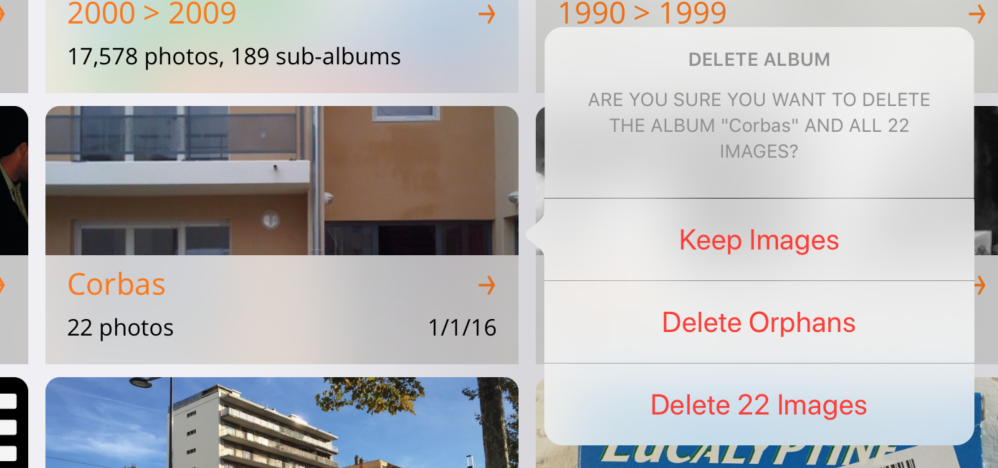 2000 > 2009 →
17,578 photos, 189 sub-albums
1990 > 1999 →
DELETE ALBUM
ARE YOU SURE YOU WANT TO DELETE
THE ALBUM "Corbas" AND ALL 22
IMAGES?
Keep Images
Delete Orphans
Delete 22 Images
Corbas →
22 photos 1/1/16
EUCALYPTINE